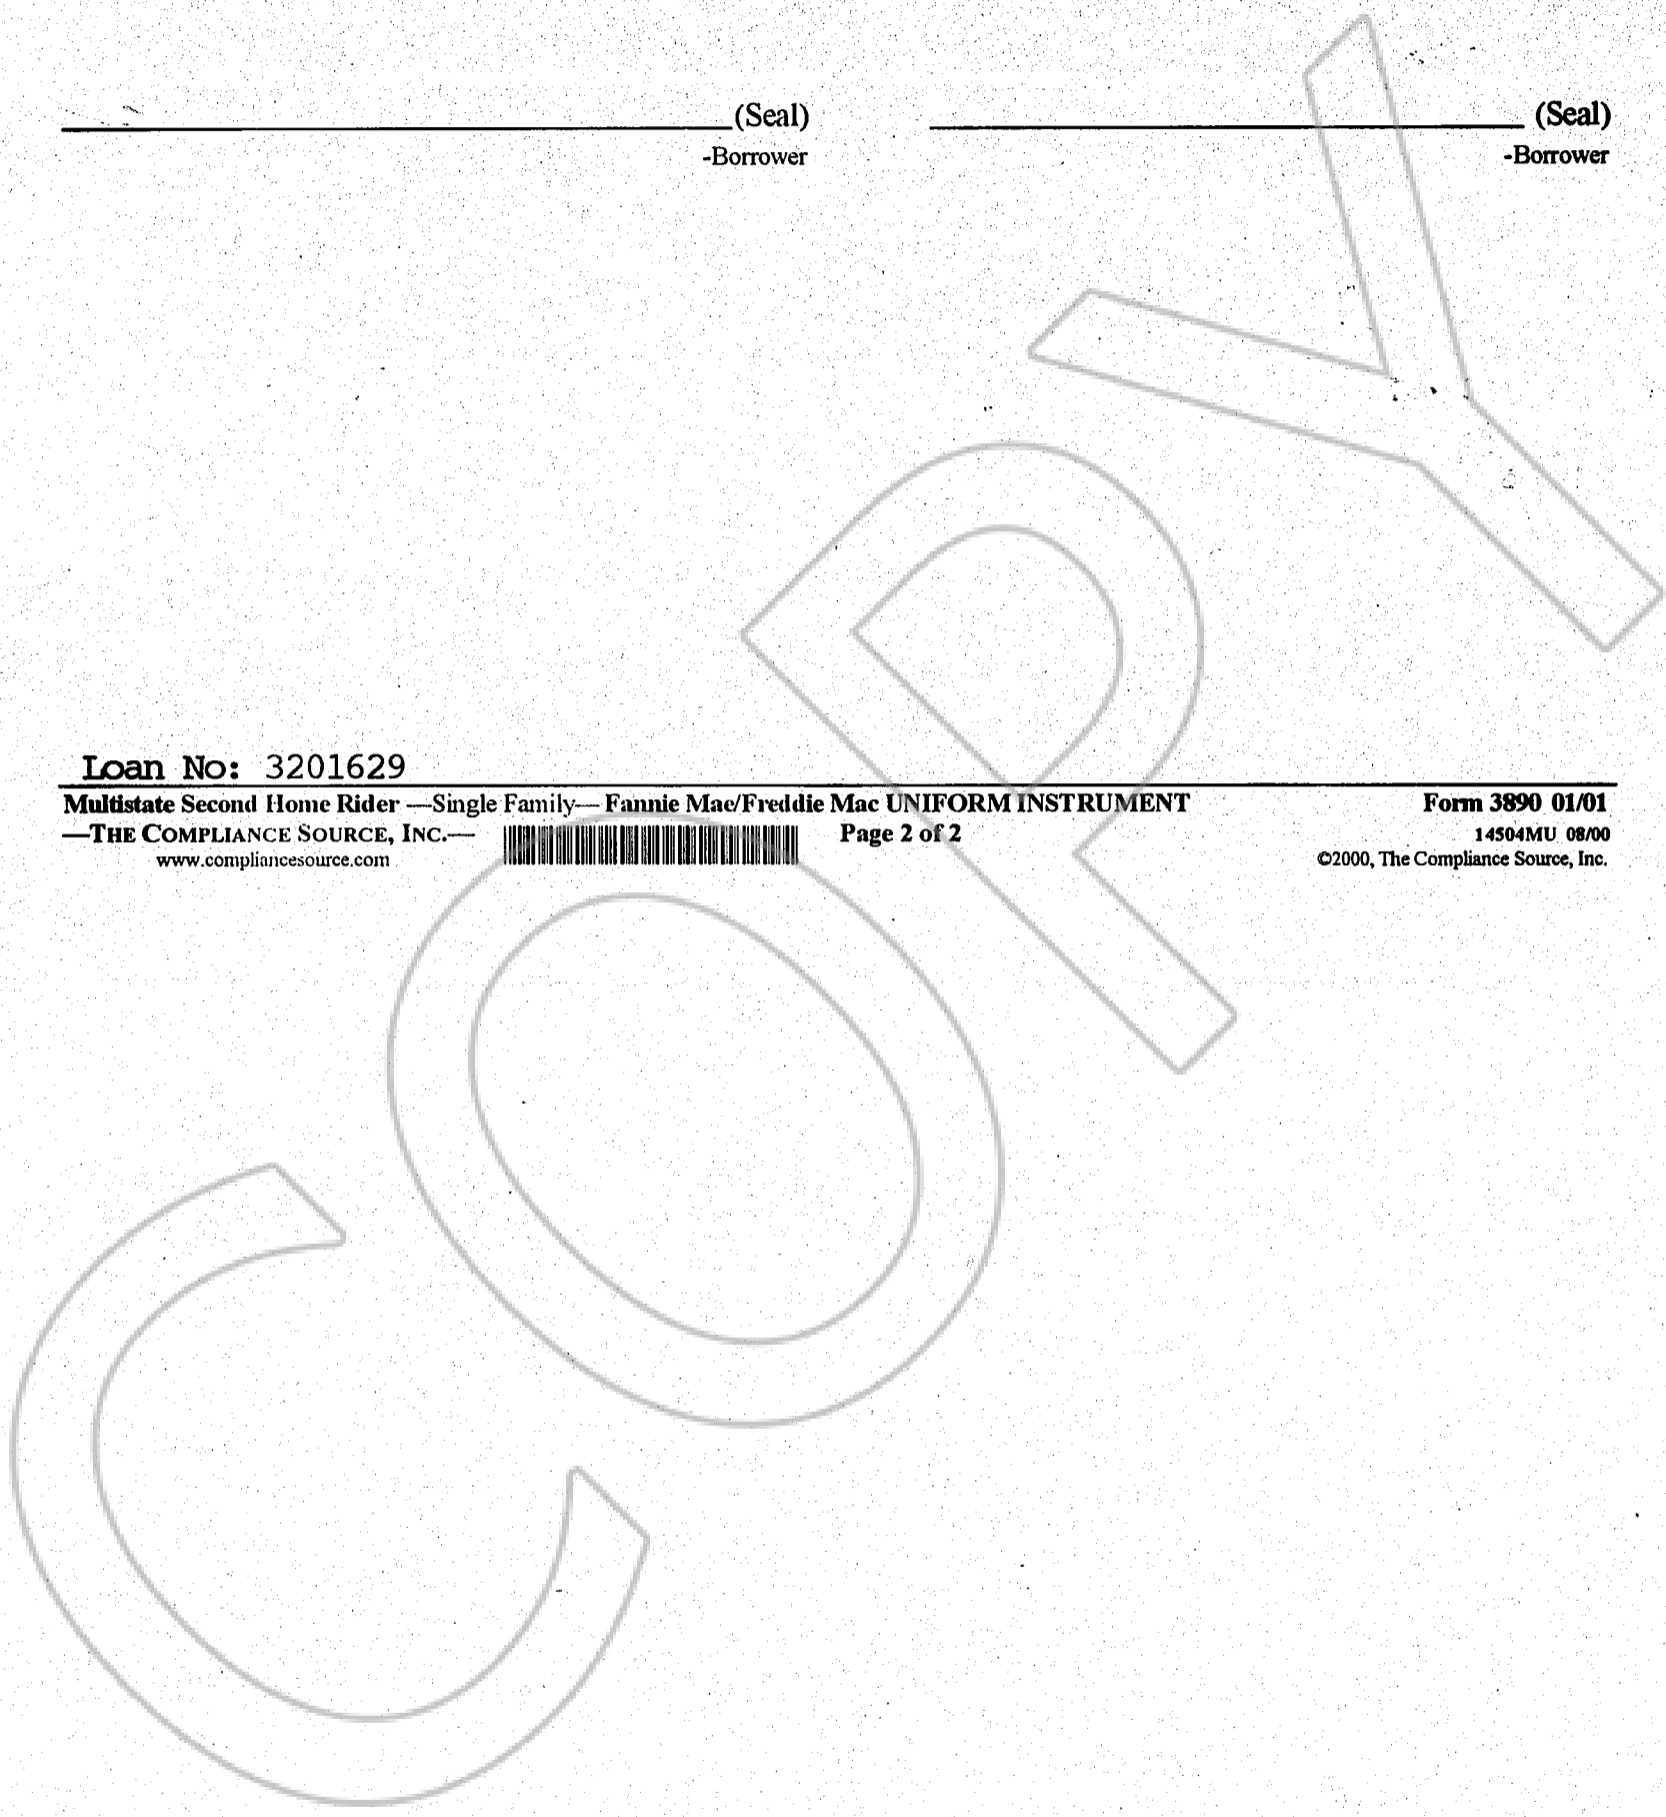 (Seal) (Seal)
-Borrower -Borrower
Loan No: 3201629
Multistate Second Home Rider —Single Family— Fannie Mae/Freddie Mac UNIFORM INSTRUMENT Form 3890 01/01
—THE COMPLIANCE SOURCE, INC.— Page 2 of 2 14504MU 08/00
www.compliancesource.com ©2000, The Compliance Source, Inc.
COPY